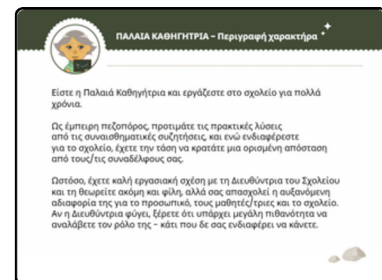 ΠΑΛΑΙΑ ΚΑΘΗΓΗΤΡΙΑ – Περιγραφή χαρακτήρα
Είστε η Παλαιά Καθηγήτρια και εργάζεστε στο σχολείο για πολλά
χρόνια.
Ως έμπειρη πεζοπόρος, προτιμάτε τις πρακτικές λύσεις
από τις συναισθηματικές συζητήσεις, και ενώ ενδιαφέρεστε
για το σχολείο, έχετε την τάση να κρατάτε μια ορισμένη απόσταση
από τους/τις συναδέλφους σας.
Ωστόσο, έχετε καλή εργασιακή σχέση με τη Διευθύντρια του Σχολείου
και τη θεωρείτε ακόμη και φίλη, αλλά σας απασχολεί η αυξανόμενη
αδιαφορία της για το προσωπικό, τους μαθητές/τριες και το σχολείο.
Αν η Διευθύντρια φύγει, ξέρετε ότι υπάρχει μεγάλη πιθανότητα να
αναλάβετε τον ρόλο της – κάτι που δε σας ενδιαφέρει να κάνετε.